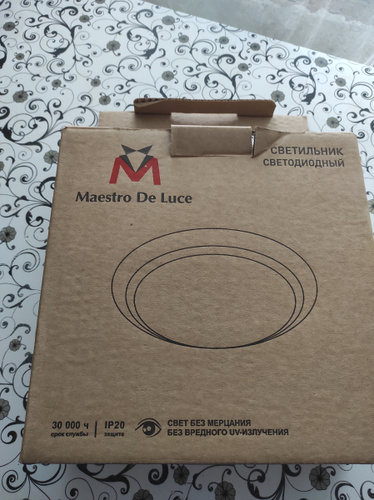 СВЕТИЛЬНИК
СВЕТОДИОДНЫЙ
M
Maestro De Luce
30 000 ч
срок службы
IP20
защита
СВЕТ БЕЗ МЕРЦАНИЯ
БЕЗ ВРЕДНОГО UV-ИЗЛУЧЕНИЯ